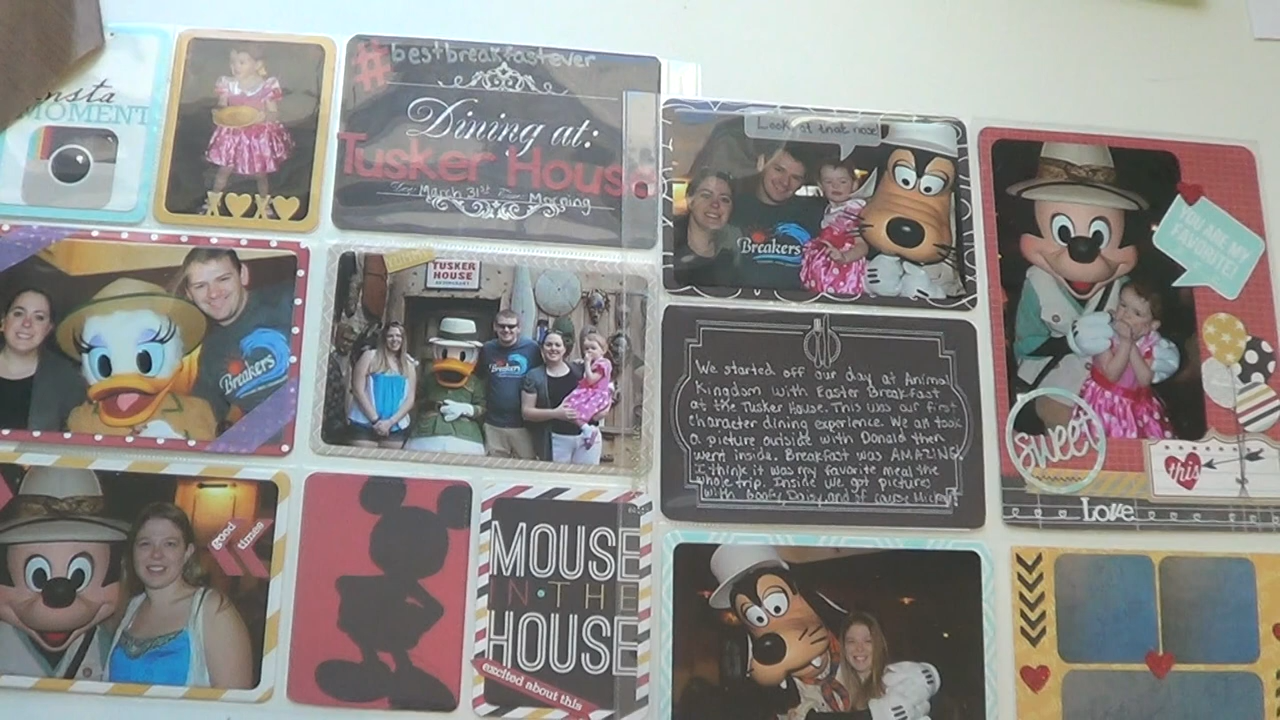 insta
MOMENT
#bestbreakfastever
Dining at:
Tusker House
March 31st Morning
Look at that nose!
Breakers
YOU ARE
FAVORITE
sweet
this
Love
Breakers
TUSKER
HOUSE
Breakers
We started off our day at Animal
Kingdom with Easter Breakfast
at the Tusker House. This was our first
character dining experience. We all took
a picture outside with Donald then
went inside. Breakfast was AMAZING
I think it was my favorite meal the
whole trip. Inside we got pictures
with Goofy Daisy and of course Mickey!
good
times
MOUSE
IN·THE
HOUSE
excited about this